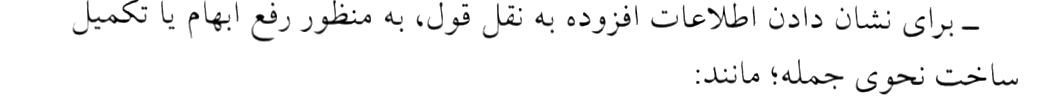 ـ برای نشان دادن اطلاعات افزوده به نقل قول، به منظور رفع ابهام یا تکمیل
ساخت نحوی جمله؛ مانند: